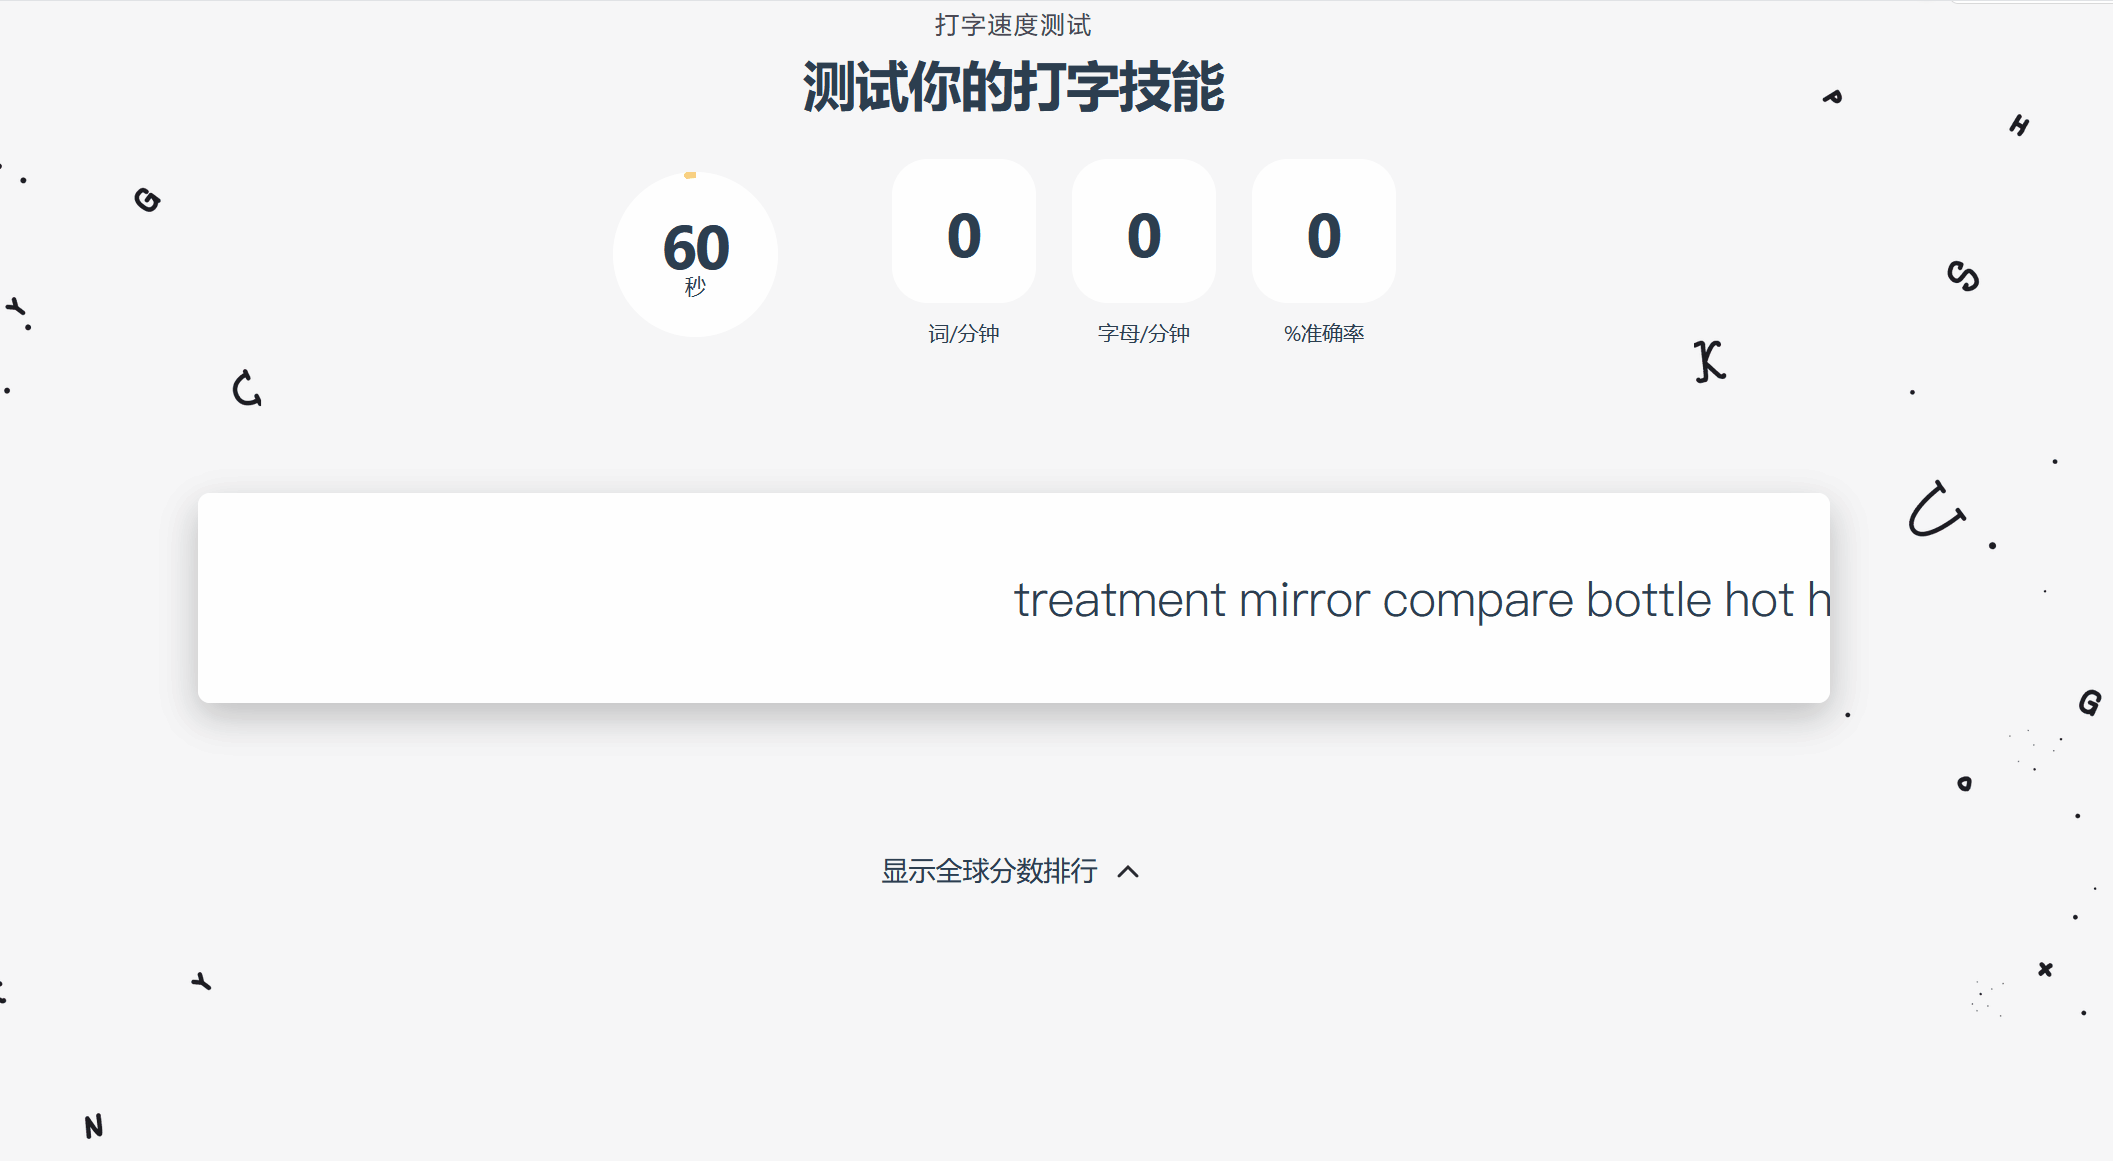 打字速度测试
测试你的打字技能
60
秒
0
词/分钟
0
字母/分钟
0
%准确率
treatment mirror compare bottle hot h
显示全球分数排行
P
H
G
S
Y
K
C
U
G
D
Y
X
N